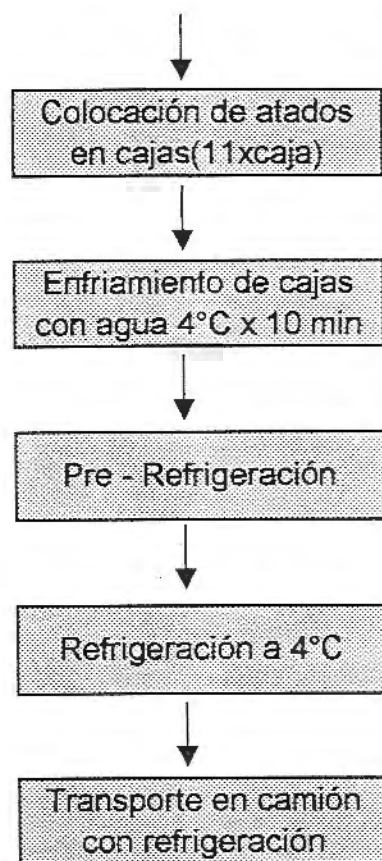 Colocación de atados
en cajas(11xcaja)
Enfriamiento de cajas
con agua 4°C x 10 min
Pre - Refrigeración
Refrigeración a 4°C
Transporte en camión
con refrigeración